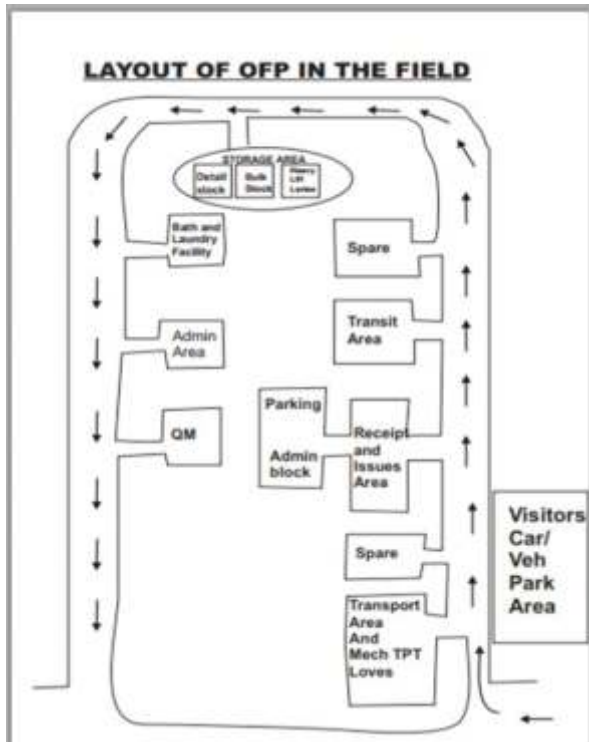 LAYOUT OF OFP IN THE FIELD
STORAGE AREA
Detail
stock
Bulk
Stock
Heavy
Lift
Bath and
Laundry
Facility
Spare
Admin
Area
Transit
Area
QM
Parking
Admin
block
Receipt
and
Issues
Area
Spare
Transport
Area
And
Mech TPT
Loves
Visitors
Car/
Veh
Park
Area